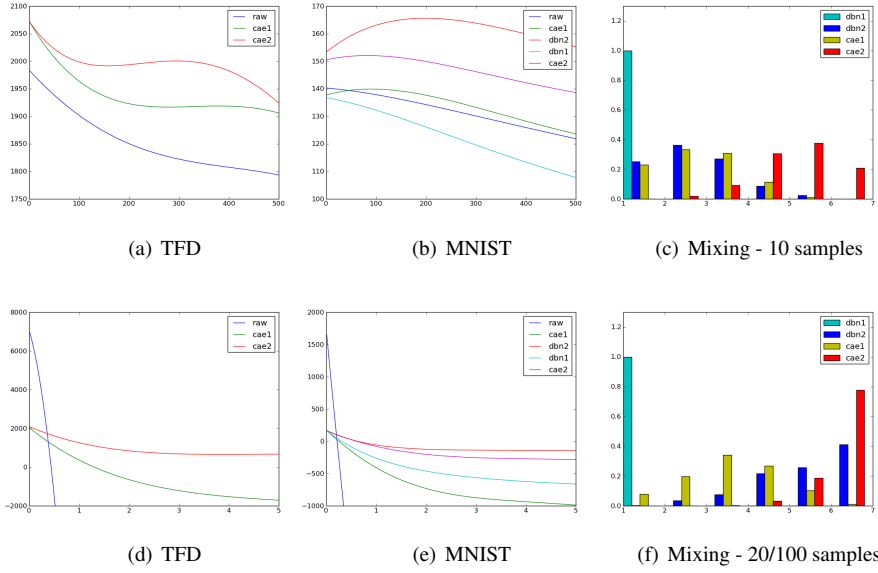 2100
2050
2000
1950
1900
1850
1800
1750
0 100 200 300 400 500
raw
cae1
cae2
(a) TFD
170
160
150
140
130
120
110
100
0 100 200 300 400 500
raw
cae1
dbn2
dbn1
cae2
(b) MNIST
1.2
1.0
0.8
0.6
0.4
0.2
0.0
1 2 3 4 5 6 7
dbn1
dbn2
cae1
cae2
(c) Mixing - 10 samples
8000
6000
4000
2000
0
−2000
0 1 2 3 4 5
raw
cae1
cae2
(d) TFD
2000
1500
1000
500
0
−500
−1000
0 1 2 3 4 5
raw
cae1
dbn2
dbn1
cae2
(e) MNIST
1.2
1.0
0.8
0.6
0.4
0.2
0.0
1 2 3 4 5 6 7
dbn1
dbn2
cae1
cae2
(f) Mixing - 20/100 samples